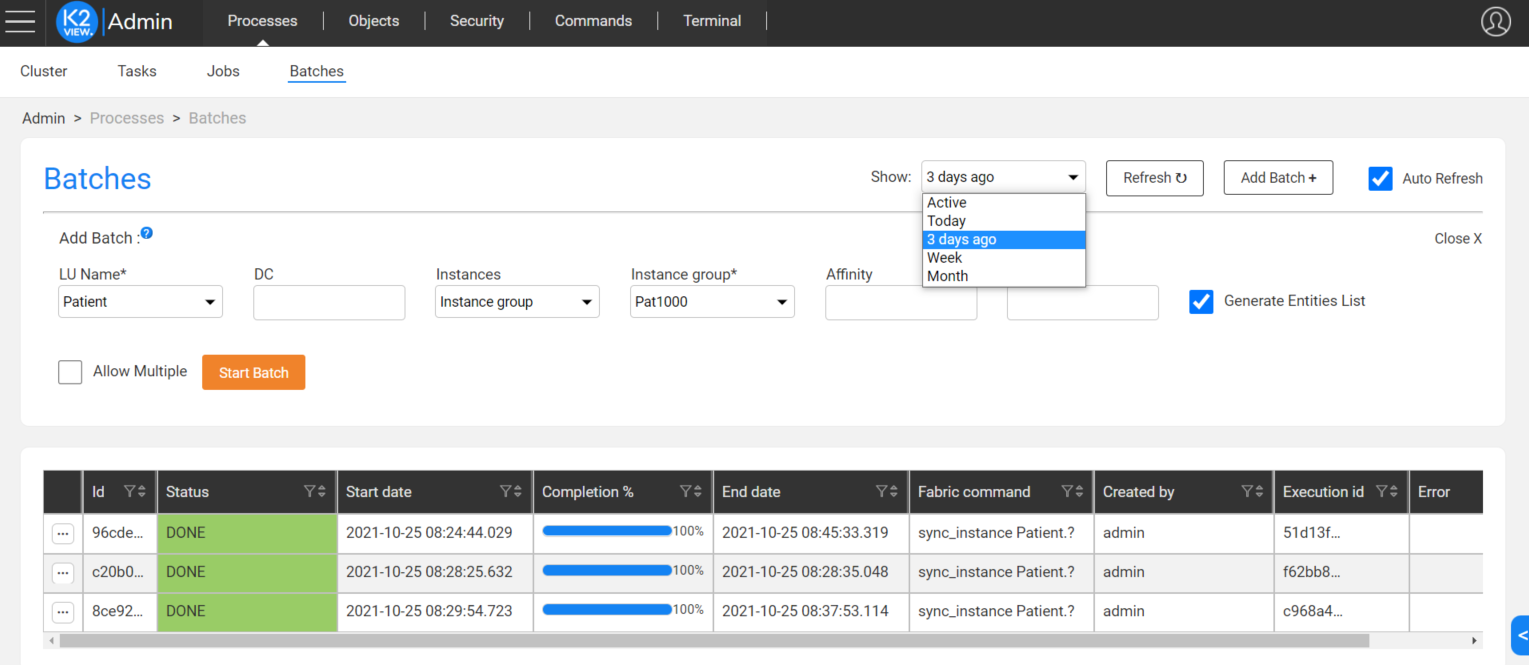 K2 VIEW. Admin Processes Objects Security Commands Terminal
Cluster Tasks Jobs Batches
Admin > Processes > Batches
Batches Show: 3 days ago Refresh ↻ Add Batch + Auto Refresh
Active
Today
3 days ago
Week
Month
Add Batch : ? Close X
LU Name* DC Instances Instance group* Affinity
Patient Instance group Pat1000 Generate Entities List
Allow Multiple Start Batch
Id Status Start date Completion % End date Fabric command Created by Execution id Error
... 96cde... DONE 2021-10-25 08:24:44.029 100% 2021-10-25 08:45:33.319 sync_instance Patient.? admin 51d13f...
... c20b0... DONE 2021-10-25 08:28:25.632 100% 2021-10-25 08:28:35.048 sync_instance Patient.? admin f62bb8...
... 8ce92... DONE 2021-10-25 08:29:54.723 100% 2021-10-25 08:37:53.114 sync_instance Patient.? admin c968a4...
<